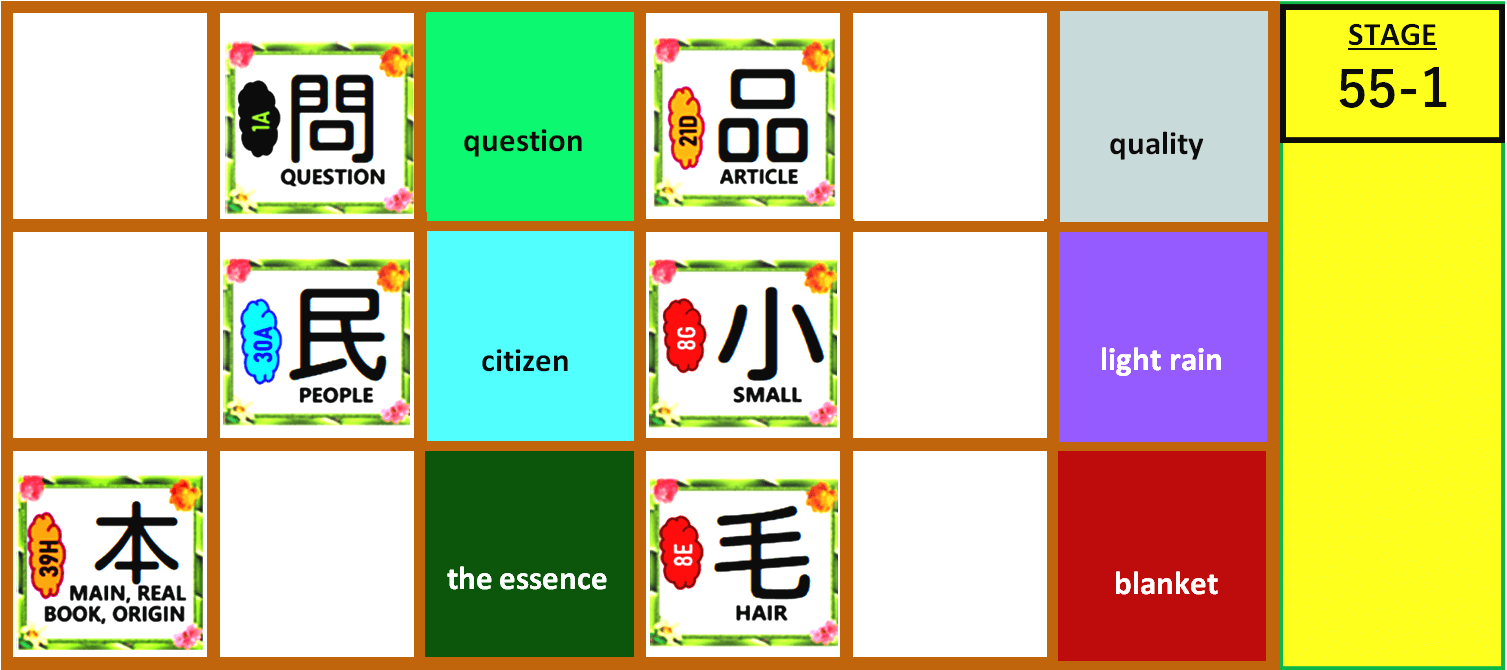 1A
問
QUESTION
question
21D
品
ARTICLE
quality
STAGE
55-1
30A
民
PEOPLE
citizen
8G
小
SMALL
light rain
39H
本
MAIN, REAL
BOOK, ORIGIN
the essence
8E
毛
HAIR
blanket